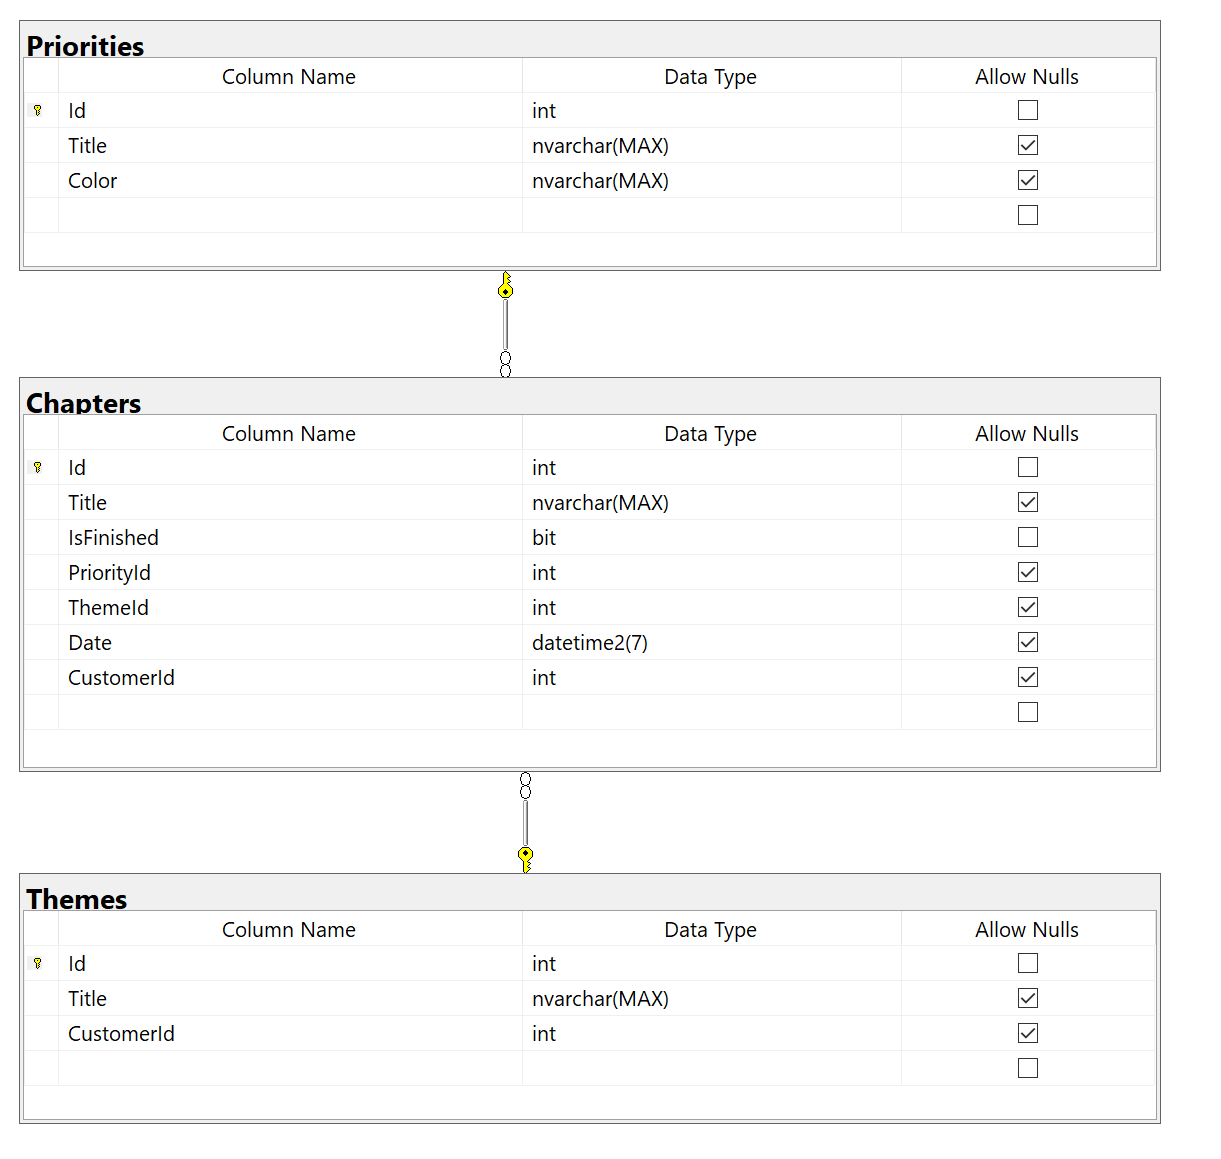 Priorities
Column Name Data Type Allow Nulls
Id int
Title nvarchar(MAX)
Color nvarchar(MAX)
Chapters
Column Name Data Type Allow Nulls
Id int
Title nvarchar(MAX)
IsFinished bit
PriorityId int
ThemeId int
Date datetime2(7)
CustomerId int
Themes
Column Name Data Type Allow Nulls
Id int
Title nvarchar(MAX)
CustomerId int